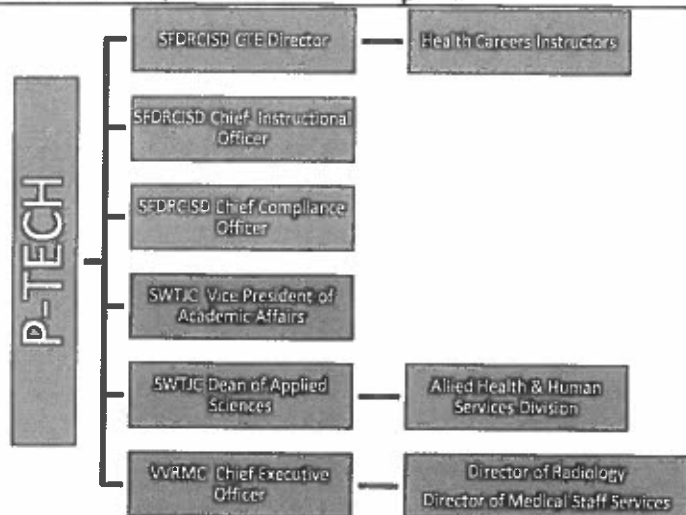 P-TECH
SFDRCISD CTE Director
Health Careers Instructors
SFDRCISD Chief Instructional
Officer
SFDRCISD Chief Compliance
Officer
SWTJC Vice President of
Academic Affairs
SWTJC Dean of Applied
Sciences
Allied Health & Human
Services Division
VVRMC Chief Executive
Officer
Director of Radiology
Director of Medical Staff Services